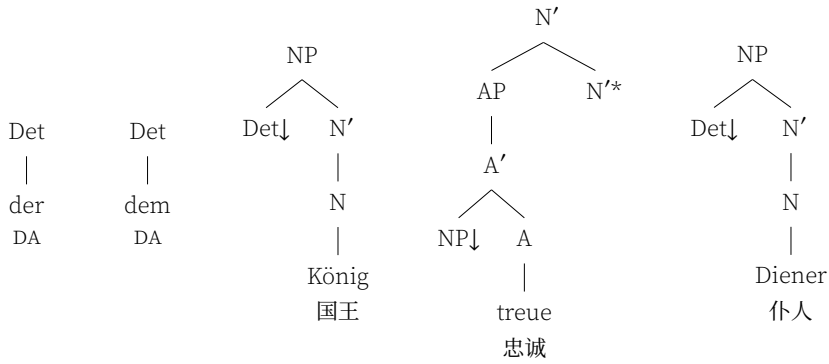 N′
NP NP
AP N′*
Det Det Det↓ N′ Det↓ N′
A′
der dem N N
DA DA NP↓ A
König Diener
国王 treue 仆人
忠诚